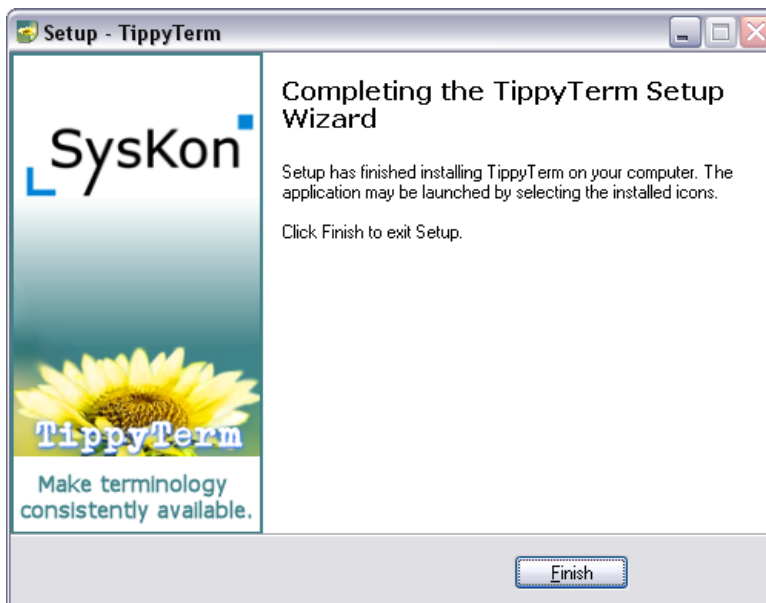 Setup - TippyTerm
SysKon
TippyTerm
Make terminology
consistently available.
Completing the TippyTerm Setup
Wizard
Setup has finished installing TippyTerm on your computer. The
application may be launched by selecting the installed icons.
Click Finish to exit Setup.
Finish